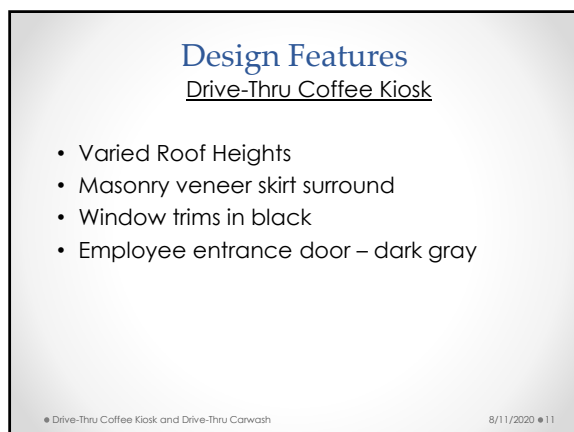 Design Features
Drive-Thru Coffee Kiosk
• Varied Roof Heights
• Masonry veneer skirt surround
• Window trims in black
• Employee entrance door – dark gray
● Drive-Thru Coffee Kiosk and Drive-Thru Carwash 8/11/2020 ● 11